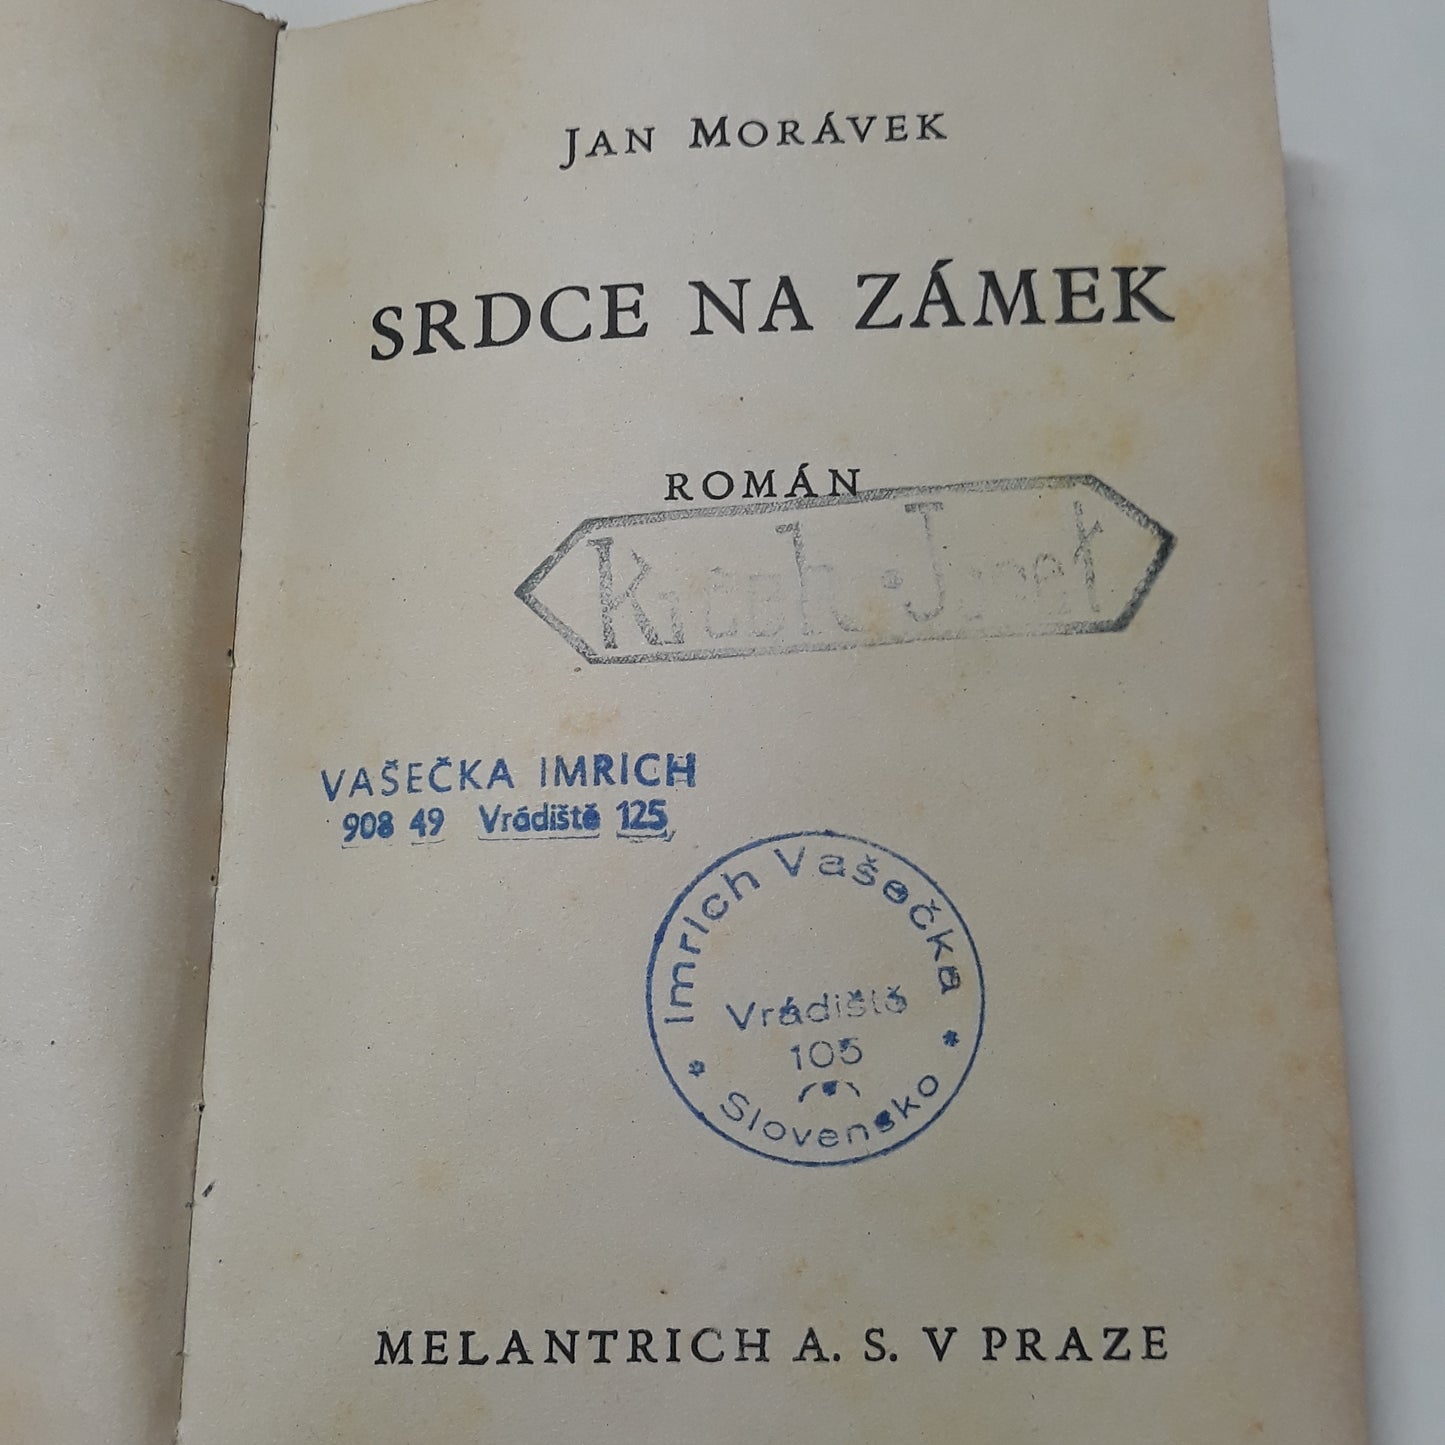 JAN MORÁVEK
SRDCE NA ZÁMEK
ROMÁN
VAŠEČKA IMRICH
908 49 Vrádiště 125
Imrich Vašečka
Vrádiště
105
Slovensko
MELANTRICH A. S. V PRAZE